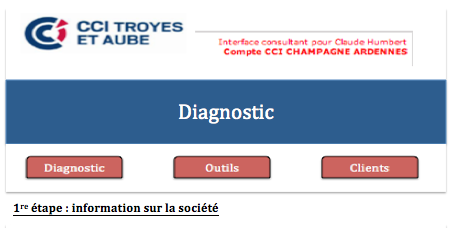 CCI TROYES
ET AUBE
Interface consultant pour Claude Humbert
Compte CCI CHAMPAGNE ARDENNES
Diagnostic
Diagnostic Outils Clients
1re étape : information sur la société